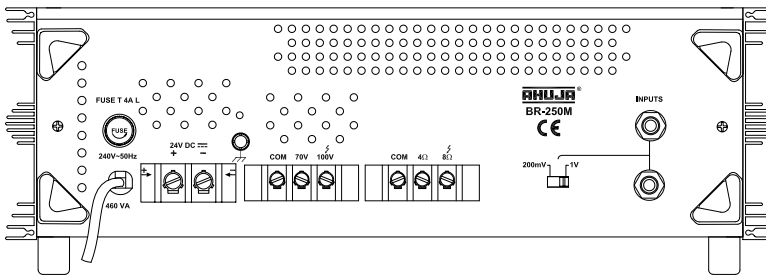 FUSE T 4A L
FUSE
240V~50Hz
460 VA
24V DC
+ −
+ −
COM 70V 100V
COM 4Ω 8Ω
AHUJA®
BR-250M
CE
INPUTS
200mV 1V